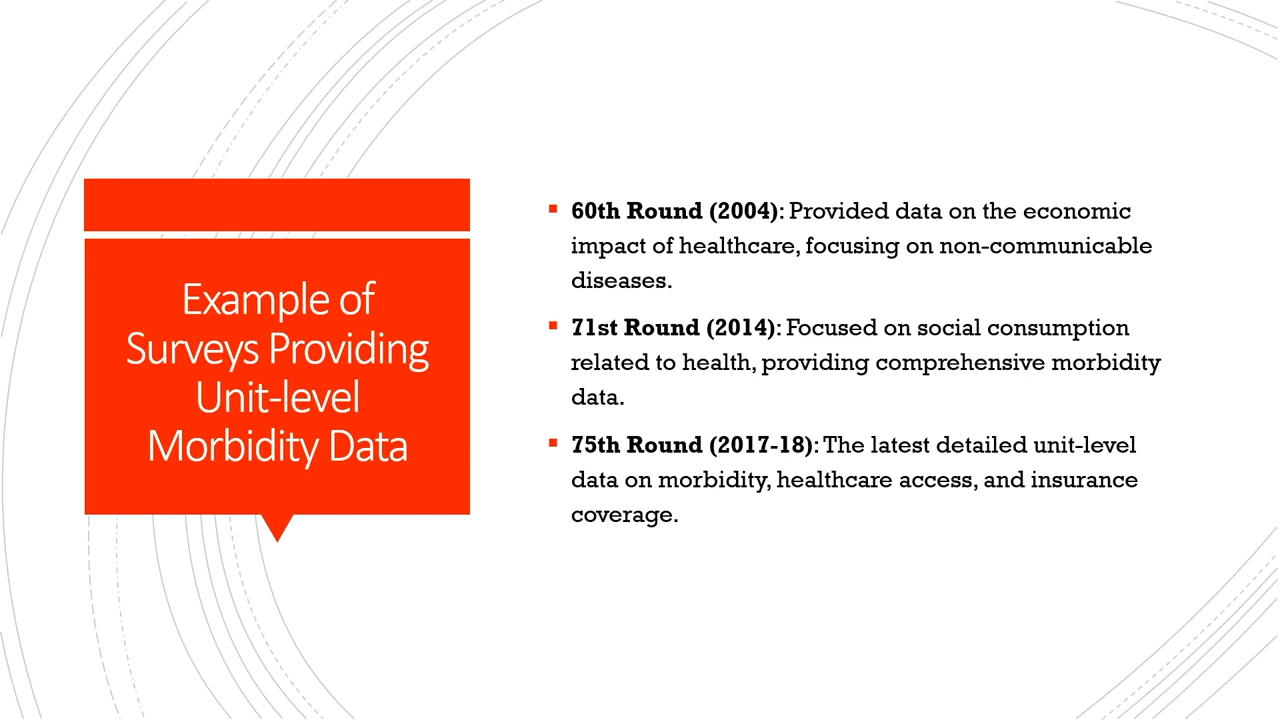 Example of
Surveys Providing
Unit-level
Morbidity Data
60th Round (2004): Provided data on the economic
impact of healthcare, focusing on non-communicable
diseases.
71st Round (2014): Focused on social consumption
related to health, providing comprehensive morbidity
data.
75th Round (2017-18): The latest detailed unit-level
data on morbidity, healthcare access, and insurance
coverage.